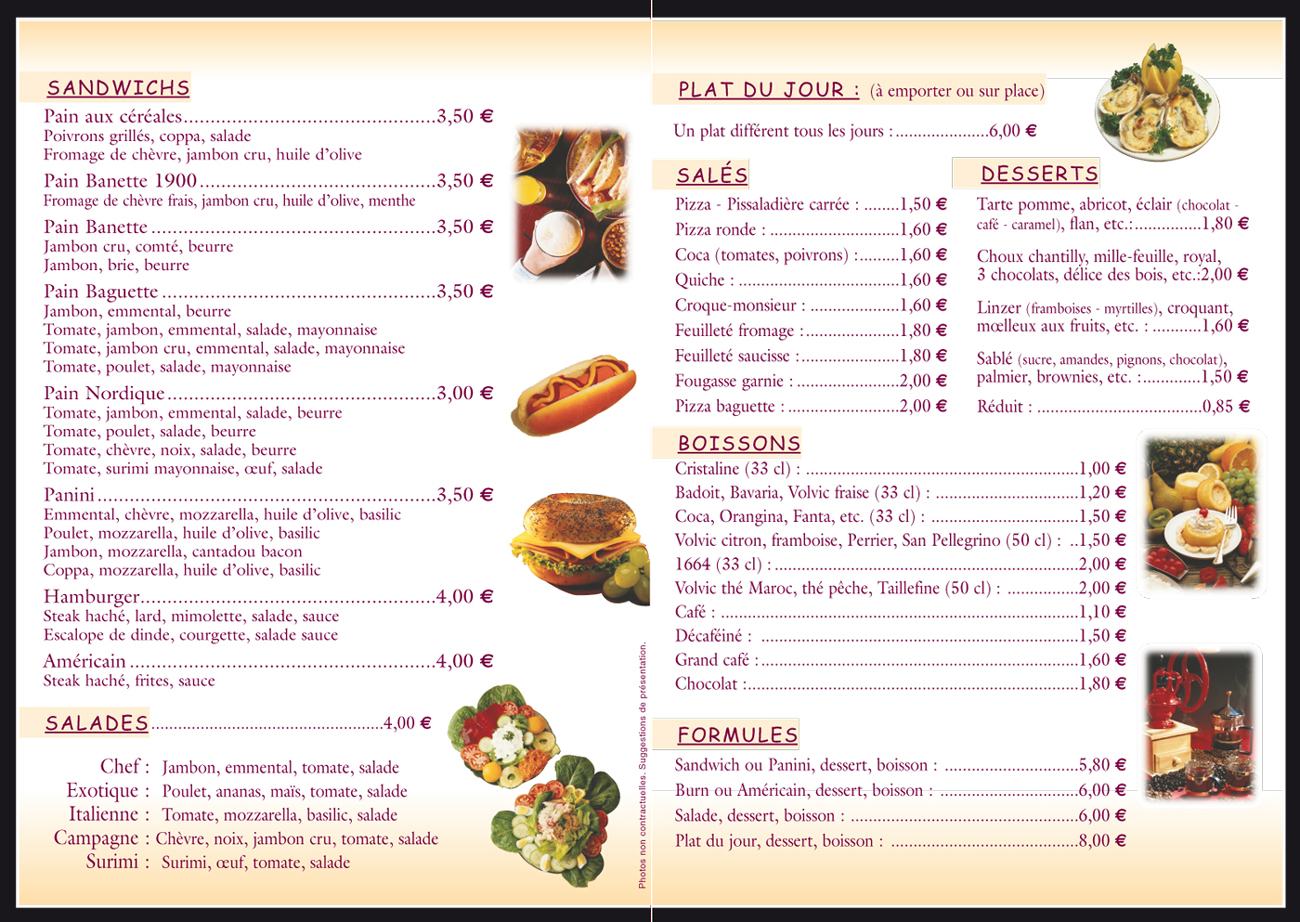 SANDWICHS
Pain aux céréales....................................3,50 €
Poivrons grillés, coppa, salade
Fromage de chèvre, jambon cru, huile d'olive
Pain Banette 1900....................................3,50 €
Fromage de chèvre frais, jambon cru, huile d'olive, menthe
Pain Banette....................................3,50 €
Jambon cru, comté, beurre
Jambon, brie, beurre
Pain Baguette....................................3,50 €
Jambon, emmental, beurre
Tomate, jambon, emmental, salade, mayonnaise
Tomate, jambon cru, emmental, salade, mayonnaise
Tomate, poulet, salade, mayonnaise
Pain Nordique....................................3,00 €
Tomate, jambon, emmental, salade, beurre
Tomate, poulet, salade, beurre
Tomate, chèvre, noix, salade, beurre
Tomate, surimi mayonnaise, œuf, salade
Panini....................................3,50 €
Emmental, chèvre, mozzarella, huile d'olive, basilic
Poulet, mozzarella, huile d'olive, basilic
Jambon, mozzarella, cantadou bacon
Coppa, mozzarella, huile d'olive, basilic
Hamburger....................................4,00 €
Steak haché, lard, mimolette, salade, sauce
Escalope de dinde, courgette, salade sauce
Américain....................................4,00 €
Steak haché, frites, sauce
SALADES....................................4,00 €
Chef : Jambon, emmental, tomate, salade
Exotique : Poulet, ananas, maïs, tomate, salade
Italienne : Tomate, mozzarella, basilic, salade
Campagne : Chèvre, noix, jambon cru, tomate, salade
Surimi : Surimi, œuf, tomate, salade
Photos non contractuelles. Suggestions de présentation.
PLAT DU JOUR : (à emporter ou sur place)
Un plat différent tous les jours :....................6,00 €
SALÉS
Pizza - Pissaladière carrée : ........1,50 €
Pizza ronde : ............................1,60 €
Coca (tomates, poivrons) :.........1,60 €
Quiche : ...................................1,60 €
Croque-monsieur : .....................1,60 €
Feuilleté fromage :.....................1,80 €
Feuilleté saucisse :......................1,80 €
Fougasse garnie : .......................2,00 €
Pizza baguette : .........................2,00 €
DESSERTS
Tarte pomme, abricot, éclair (chocolat -
café - caramel), flan, etc.:...............1,80 €
Choux chantilly, mille-feuille, royal,
3 chocolats, délice des bois, etc.:2,00 €
Linzer (framboises - myrtilles), croquant,
mœlleux aux fruits, etc. : ...........1,60 €
Sablé (sucre, amandes, pignons, chocolat),
palmier, brownies, etc. :.............1,50 €
Réduit : .....................................0,85 €
BOISSONS
Cristaline (33 cl) : ....................................1,00 €
Badoit, Bavaria, Volvic fraise (33 cl) : ....................................1,20 €
Coca, Orangina, Fanta, etc. (33 cl) : ....................................1,50 €
Volvic citron, framboise, Perrier, San Pellegrino (50 cl) : ..1,50 €
1664 (33 cl) :....................................2,00 €
Volvic thé Maroc, thé pêche, Taillefine (50 cl) : ................2,00 €
Café : ....................................1,10 €
Décaféiné : ....................................1,50 €
Grand café :....................................1,60 €
Chocolat :....................................1,80 €
FORMULES
Sandwich ou Panini, dessert, boisson : ..............................5,80 €
Burn ou Américain, dessert, boisson : ..............................6,00 €
Salade, dessert, boisson : ....................................6,00 €
Plat du jour, dessert, boisson : ....................................8,00 €